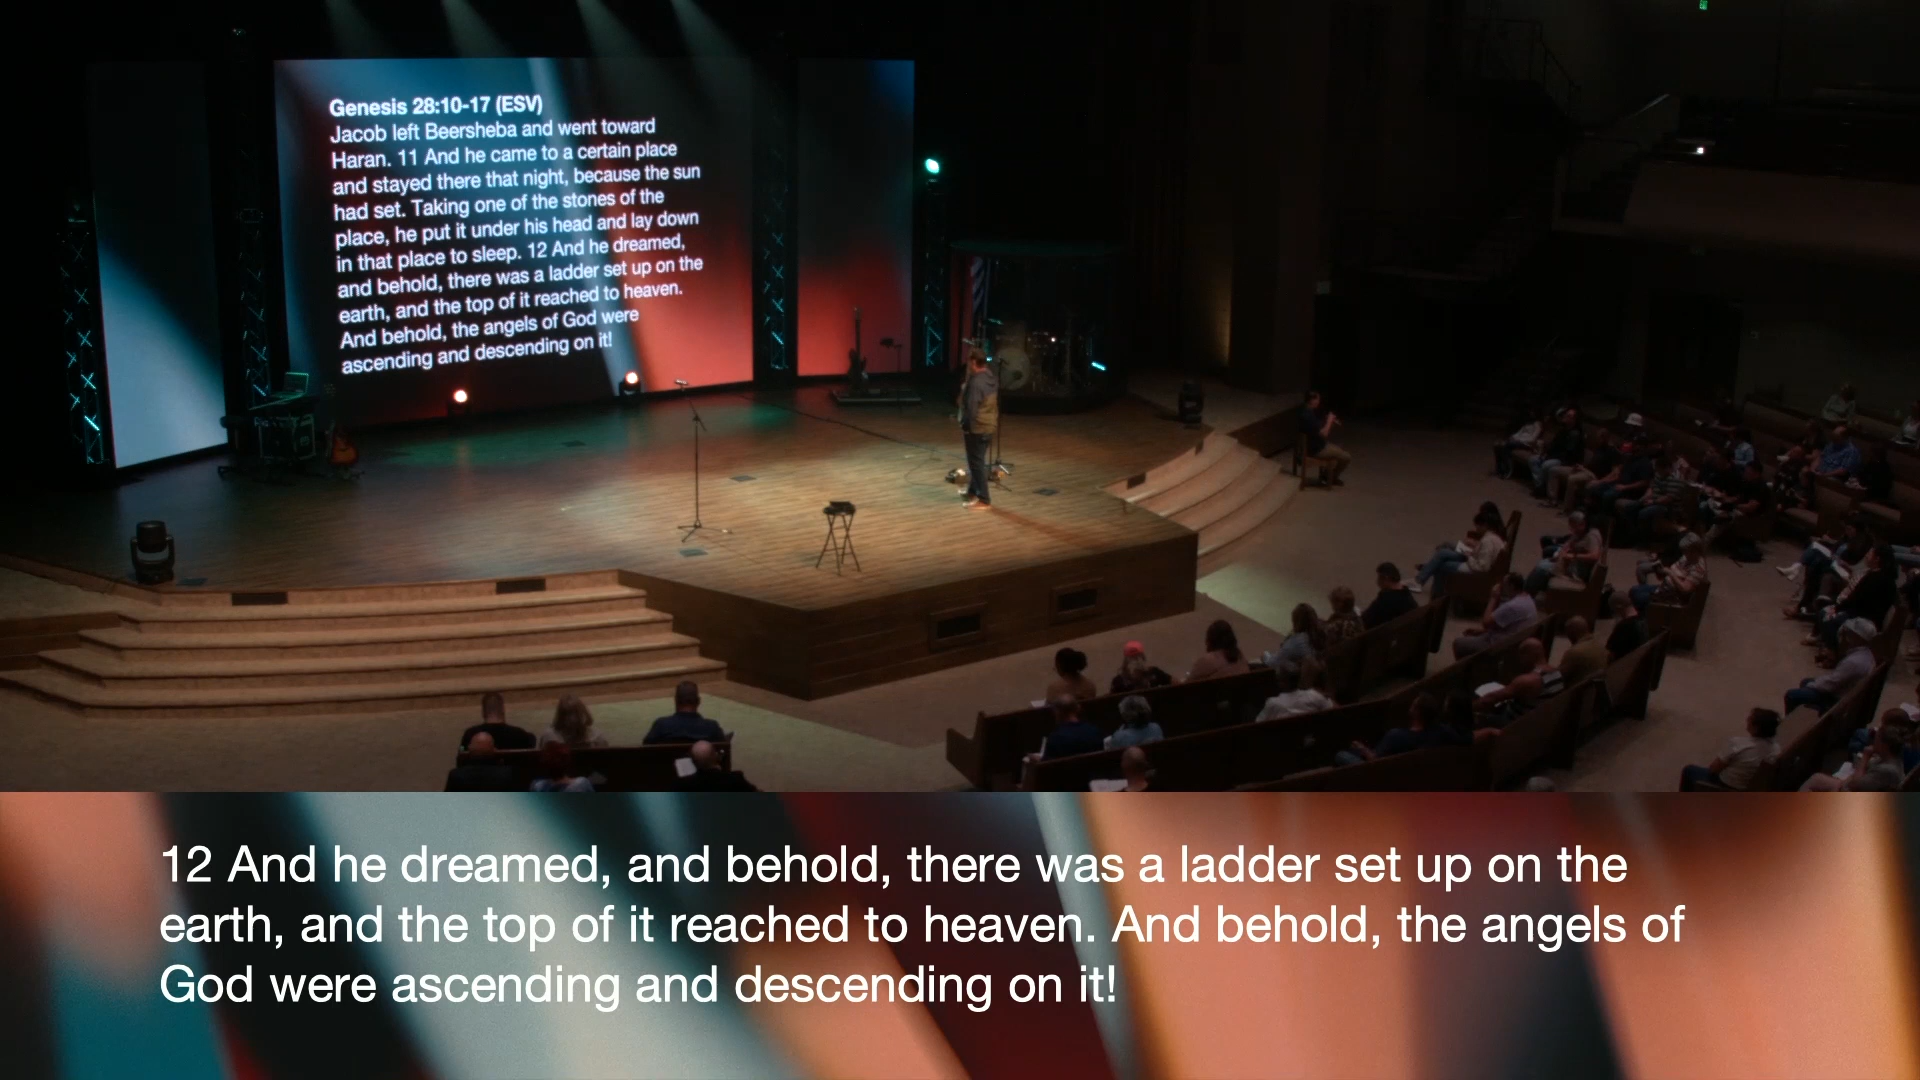 Genesis 28:10-17 (ESV)
Jacob left Beersheba and went toward
Haran. 11 And he came to a certain place
and stayed there that night, because the sun
had set. Taking one of the stones of the
place, he put it under his head and lay down
in that place to sleep. 12 And he dreamed,
and behold, there was a ladder set up on the
earth, and the top of it reached to heaven.
And behold, the angels of God were
ascending and descending on it!
12 And he dreamed, and behold, there was a ladder set up on the
earth, and the top of it reached to heaven. And behold, the angels of
God were ascending and descending on it!